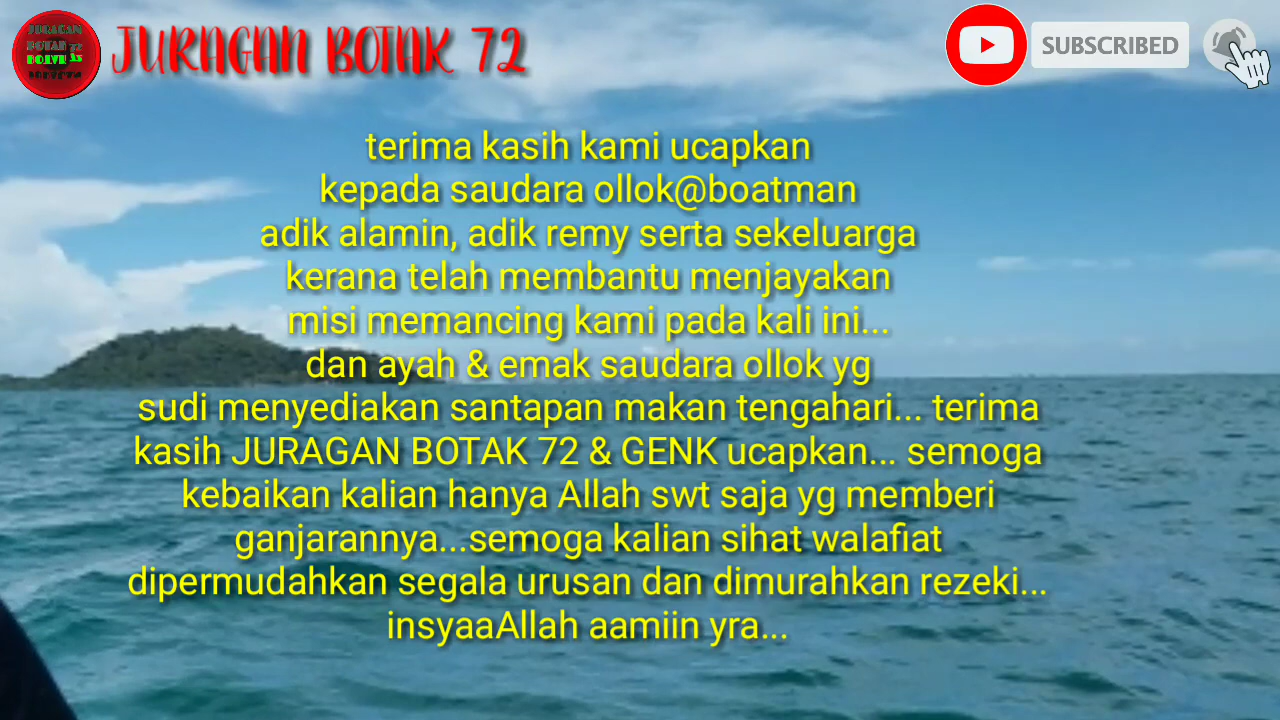 JURAGAN BOTAK 72
SUBSCRIBED
terima kasih kami ucapkan
kepada saudara ollok@boatman
adik alamin, adik remy serta sekeluarga
kerana telah membantu menjayakan
misi memancing kami pada kali ini...
dan ayah & emak saudara ollok yg
sudi menyediakan santapan makan tengahari... terima
kasih JURAGAN BOTAK 72 & GENK ucapkan... semoga
kebaikan kalian hanya Allah swt saja yg memberi
ganjarannya...semoga kalian sihat walafiat
dipermudahkan segala urusan dan dimurahkan rezeki...
insyaaAllah aamiin yra...